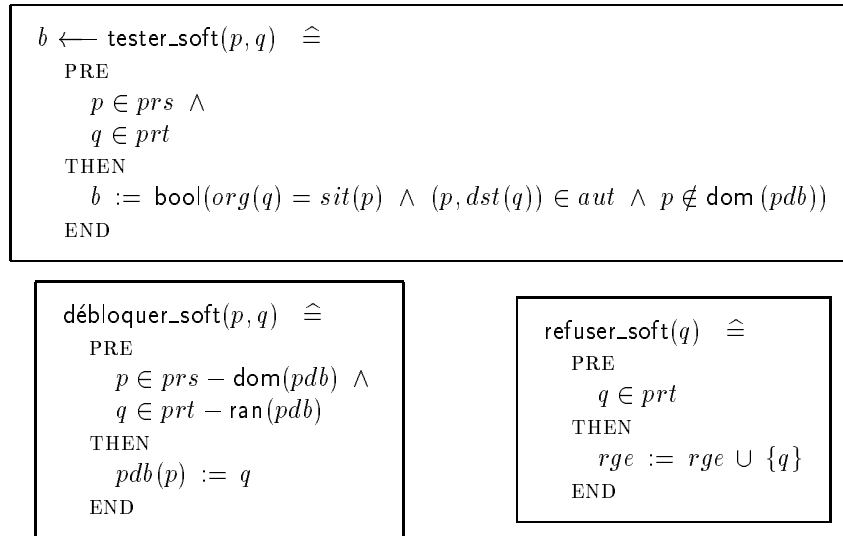 b ⟵ tester_soft(p, q) ≙
PRE
p ∈ prs ∧
q ∈ prt
THEN
b := bool(org(q) = sit(p) ∧ (p, dst(q)) ∈ aut ∧ p ∉ dom (pdb))
END
débloquer_soft(p, q) ≙
PRE
p ∈ prs − dom(pdb) ∧
q ∈ prt − ran(pdb)
THEN
pdb(p) := q
END
refuser_soft(q) ≙
PRE
q ∈ prt
THEN
rge := rge ∪ {q}
END